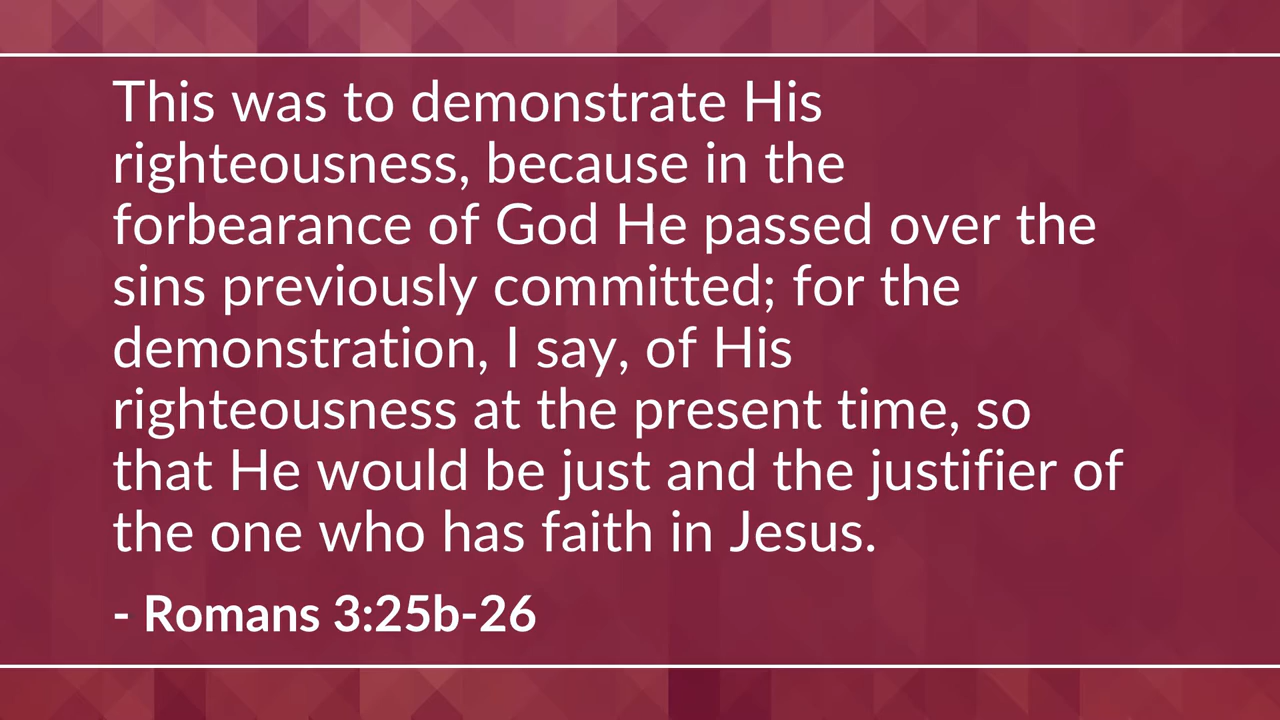 This was to demonstrate His
righteousness, because in the
forbearance of God He passed over the
sins previously committed; for the
demonstration, I say, of His
righteousness at the present time, so
that He would be just and the justifier of
the one who has faith in Jesus.
- Romans 3:25b-26